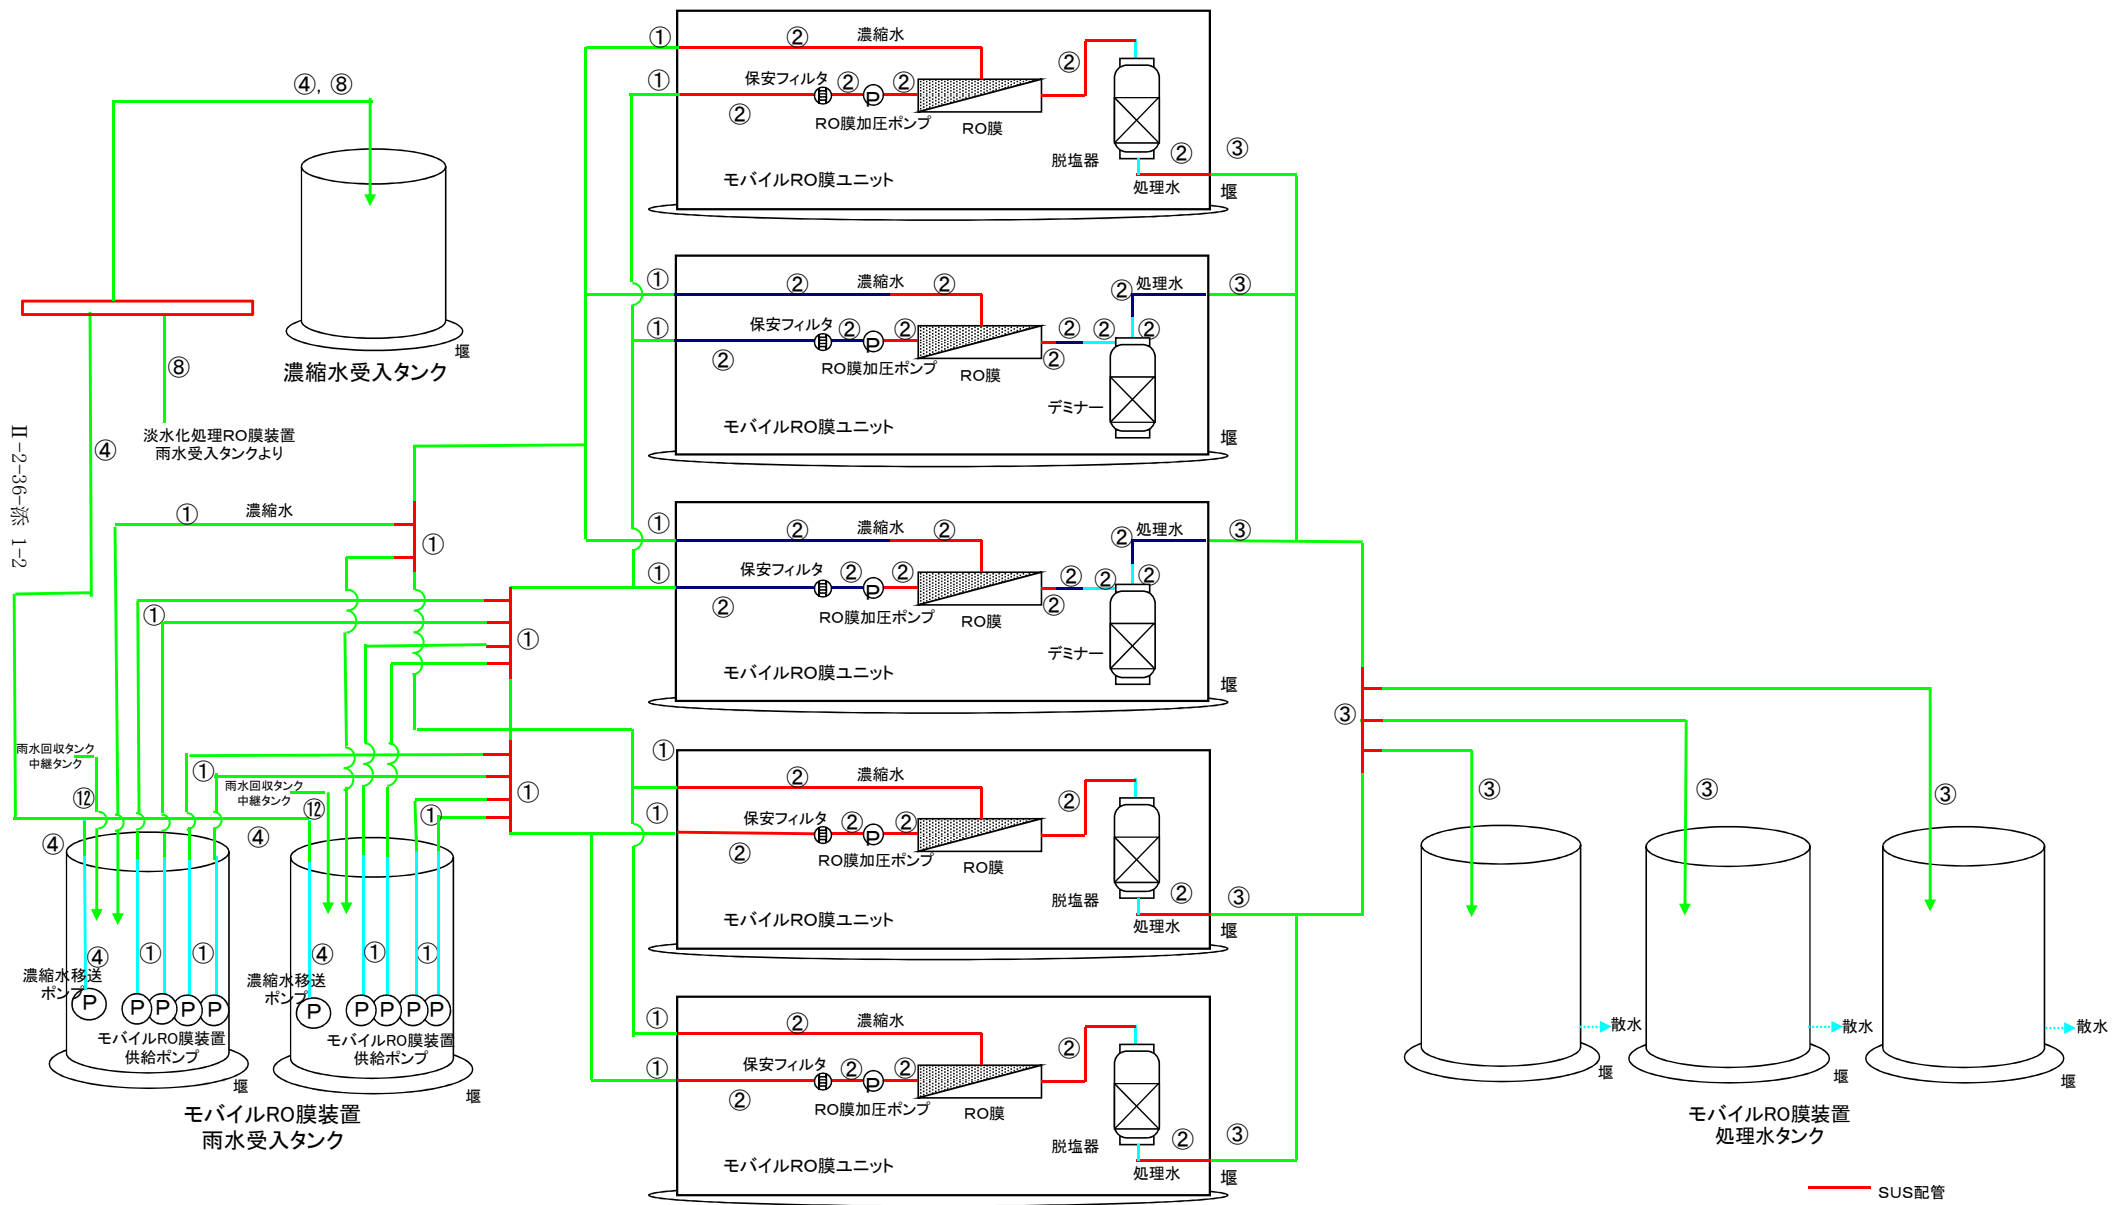 ④, ⑧
濃縮水受入タンク
堰
⑧
淡水化処理RO膜装置
雨水受入タンクより
④
Ⅱ-2-36-添 1-2
① 濃縮水
①
①
①
雨水回収タンク
中継タンク
⑫
①
雨水回収タンク
中継タンク
⑫
①
①
④
④
④
①
①
④
①
①
濃縮水移送
ポンプ
P
P P P P
モバイルRO膜装置
供給ポンプ
堰
濃縮水移送
ポンプ
P
P P P P
モバイルRO膜装置
供給ポンプ
堰
モバイルRO膜装置
雨水受入タンク
① ② 濃縮水 ②
① 保安フィルタ ② ②
② P
RO膜加圧ポンプ RO膜
脱塩器 ② ③
処理水 堰
モバイルRO膜ユニット
① ② 濃縮水 ② ② 処理水 ③
① 保安フィルタ ② ② ② ② ②
② P ②
RO膜加圧ポンプ RO膜
デミナー
モバイルRO膜ユニット
堰
① ② 濃縮水 ② ② 処理水 ③
① 保安フィルタ ② ② ② ② ②
② P ②
RO膜加圧ポンプ RO膜
デミナー
モバイルRO膜ユニット
堰
① ② 濃縮水 ②
① 保安フィルタ ② ②
② P
RO膜加圧ポンプ RO膜
脱塩器 ② ③
処理水 堰
モバイルRO膜ユニット
① ② 濃縮水 ②
① 保安フィルタ ② ②
② P
RO膜加圧ポンプ RO膜
脱塩器 ② ③
処理水 堰
モバイルRO膜ユニット
③
③ ③ ③
散水 散水 散水
堰 堰 堰
モバイルRO膜装置
処理水タンク
SUS配管